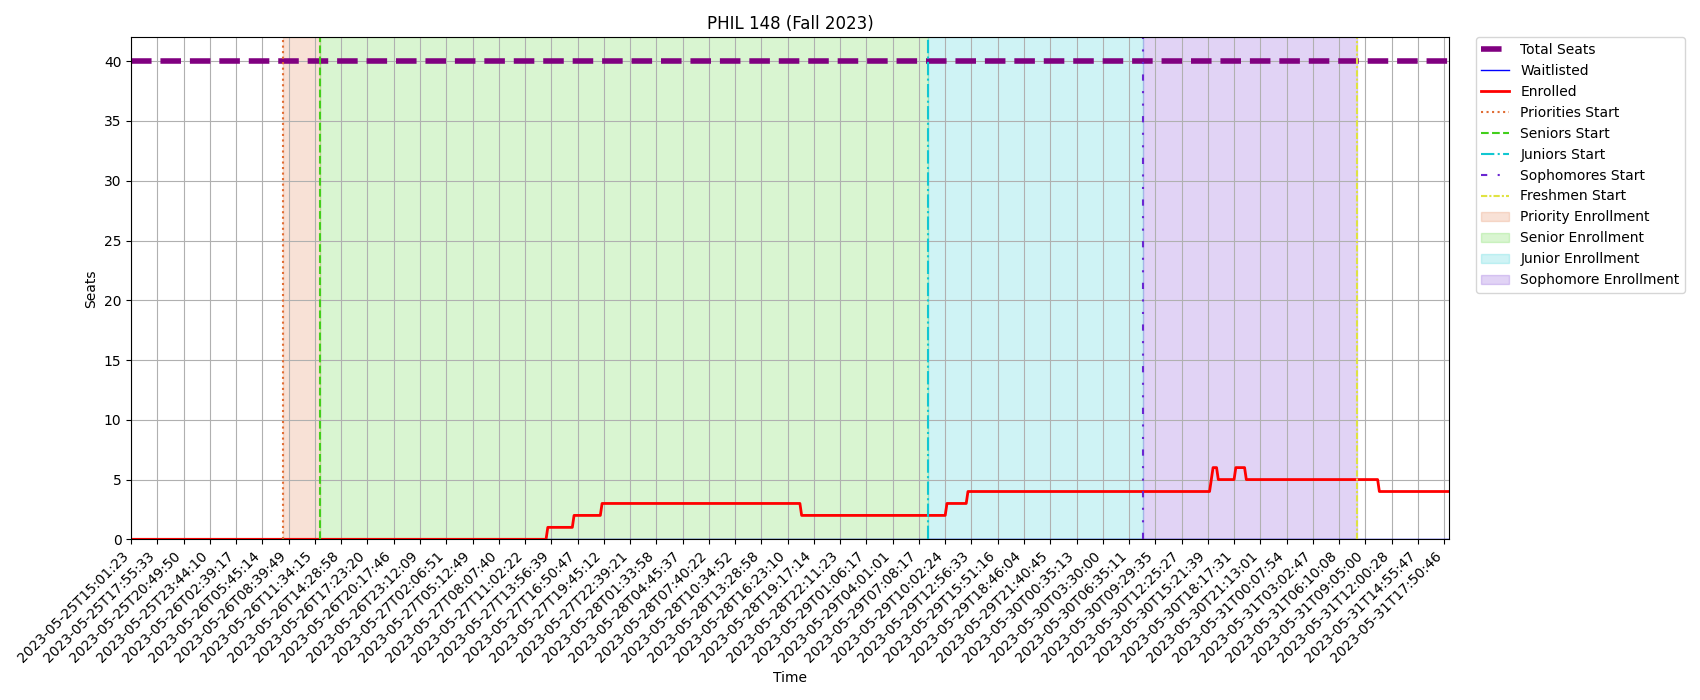 PHIL 148 (Fall 2023)
Seats
40
35
30
25
20
15
10
5
0
2023-05-25T15:01:23
2023-05-25T17:55:33
2023-05-25T20:49:50
2023-05-25T23:44:10
2023-05-26T02:39:17
2023-05-26T05:45:14
2023-05-26T08:39:49
2023-05-26T11:34:15
2023-05-26T14:28:58
2023-05-26T17:23:20
2023-05-26T20:17:46
2023-05-26T23:12:09
2023-05-27T02:06:51
2023-05-27T05:12:49
2023-05-27T08:07:40
2023-05-27T11:02:22
2023-05-27T13:56:39
2023-05-27T16:50:47
2023-05-27T19:45:12
2023-05-27T22:39:21
2023-05-28T01:33:58
2023-05-28T04:45:37
2023-05-28T07:40:22
2023-05-28T10:34:52
2023-05-28T13:28:58
2023-05-28T16:23:10
2023-05-28T19:17:14
2023-05-28T22:11:23
2023-05-29T01:06:17
2023-05-29T04:01:01
2023-05-29T07:08:17
2023-05-29T10:02:24
2023-05-29T12:56:33
2023-05-29T15:51:16
2023-05-29T18:46:04
2023-05-29T21:40:45
2023-05-30T00:35:13
2023-05-30T03:30:00
2023-05-30T06:35:11
2023-05-30T09:29:35
2023-05-30T12:25:27
2023-05-30T15:21:39
2023-05-30T18:17:31
2023-05-30T21:13:01
2023-05-31T00:07:54
2023-05-31T03:02:47
2023-05-31T06:10:08
2023-05-31T09:05:00
2023-05-31T12:00:28
2023-05-31T14:55:47
2023-05-31T17:50:46
Time
Total Seats
Waitlisted
Enrolled
Priorities Start
Seniors Start
Juniors Start
Sophomores Start
Freshmen Start
Priority Enrollment
Senior Enrollment
Junior Enrollment
Sophomore Enrollment